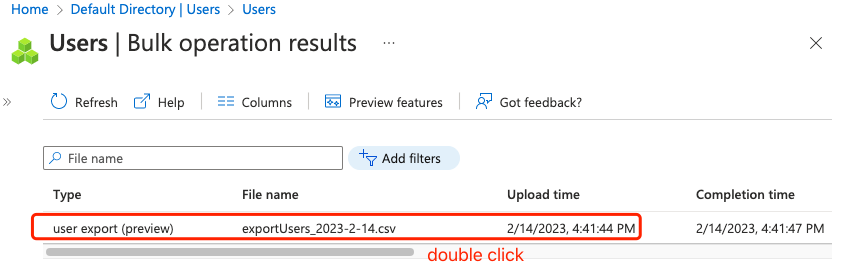 Home > Default Directory | Users > Users
Users | Bulk operation results ...
» Refresh Help Columns Preview features Got feedback?
File name Add filters
Type File name Upload time Completion time
user export (preview) exportUsers_2023-2-14.csv 2/14/2023, 4:41:44 PM 2/14/2023, 4:41:47 PM
double click